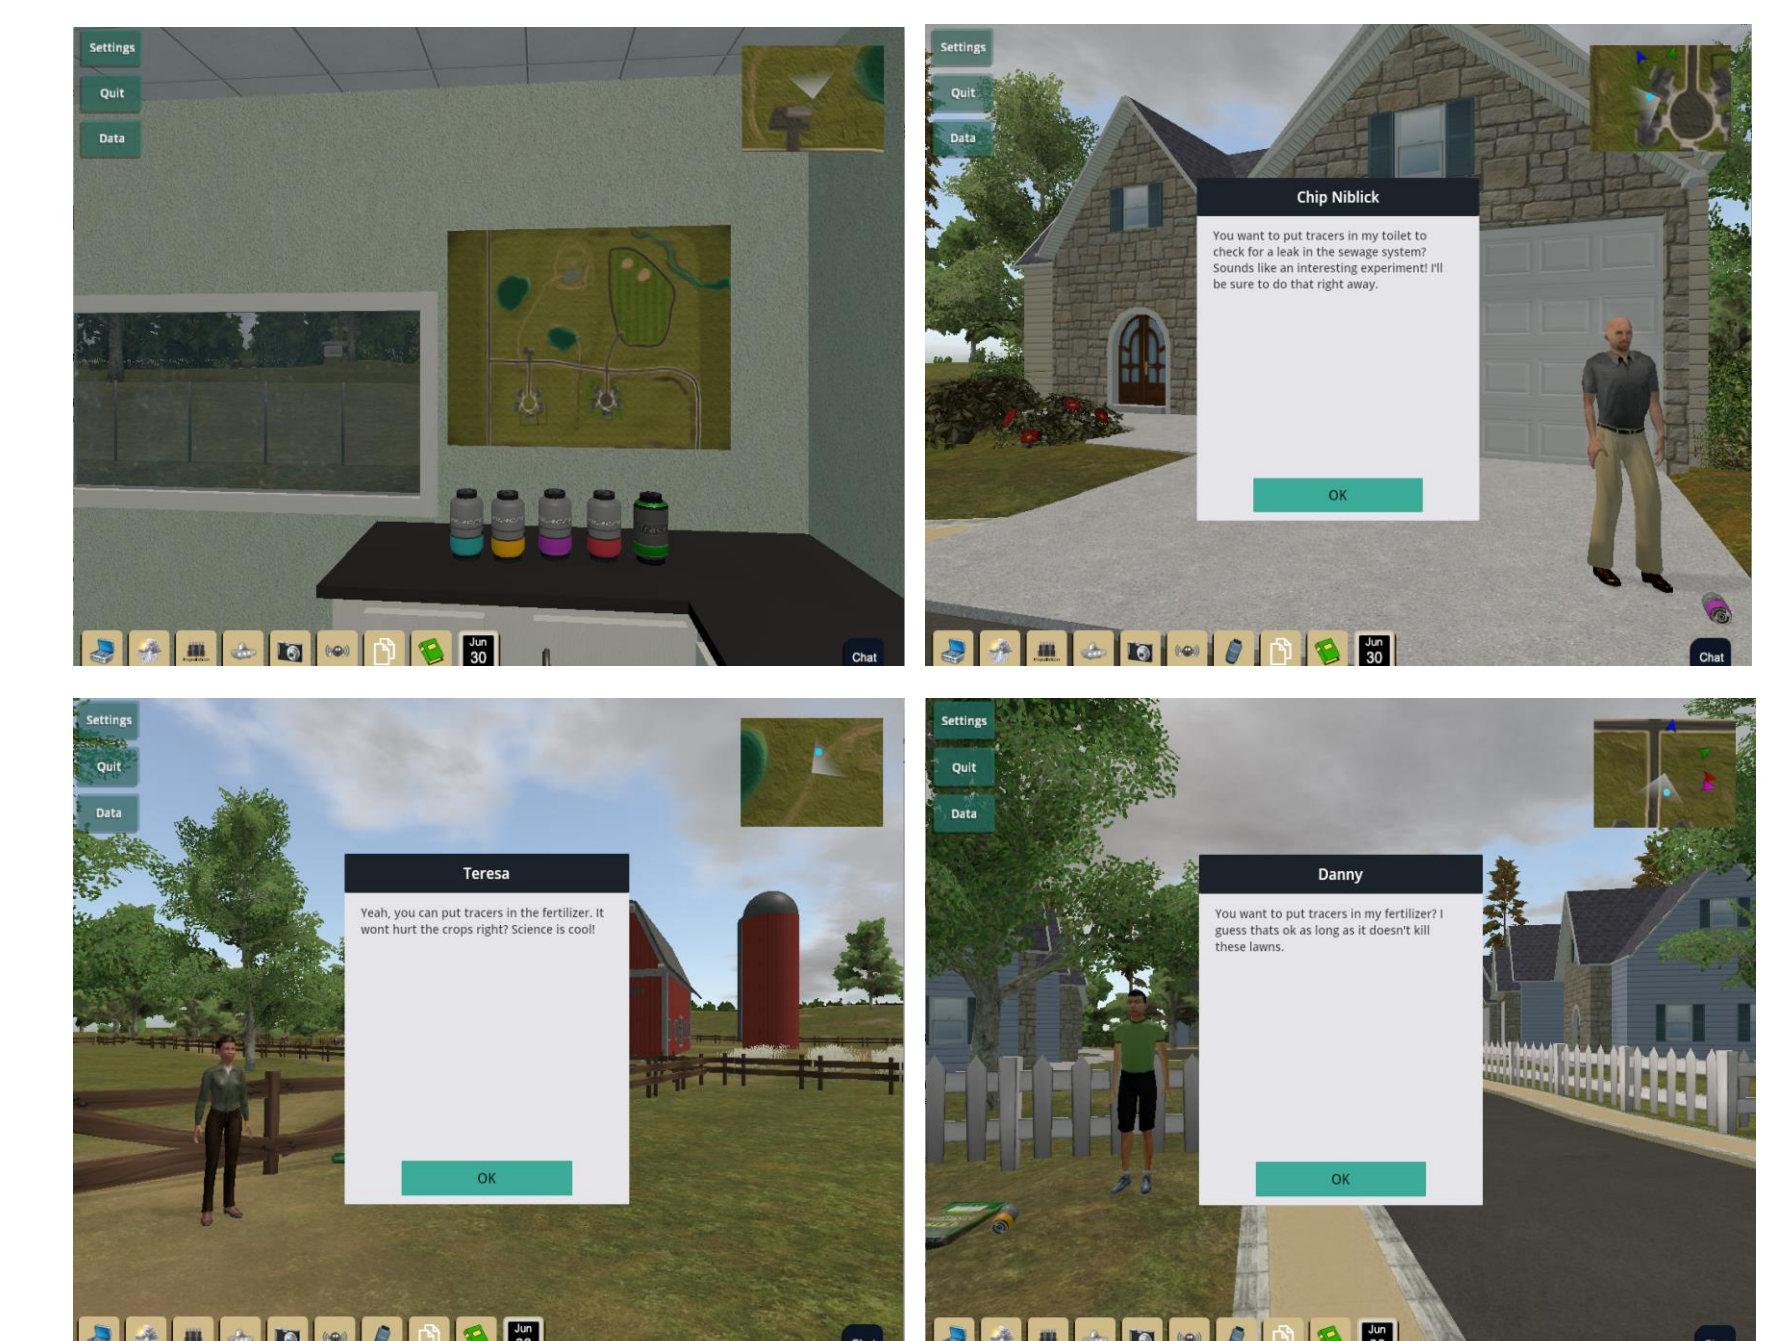 Settings
Quit
Data
Jun
30
Chat
Settings
Quit
Data
Chip Niblick
You want to put tracers in my toilet to
check for a leak in the sewage system?
Sounds like an interesting experiment! I'll
be sure to do that right away.
OK
Jun
30
Chat
Settings
Quit
Data
Teresa
Yeah, you can put tracers in the fertilizer. It
wont hurt the crops right? Science is cool!
OK
Jun
Settings
Quit
Data
Danny
You want to put tracers in my fertilizer? I
guess thats ok as long as it doesn't kill
these lawns.
OK
Jun